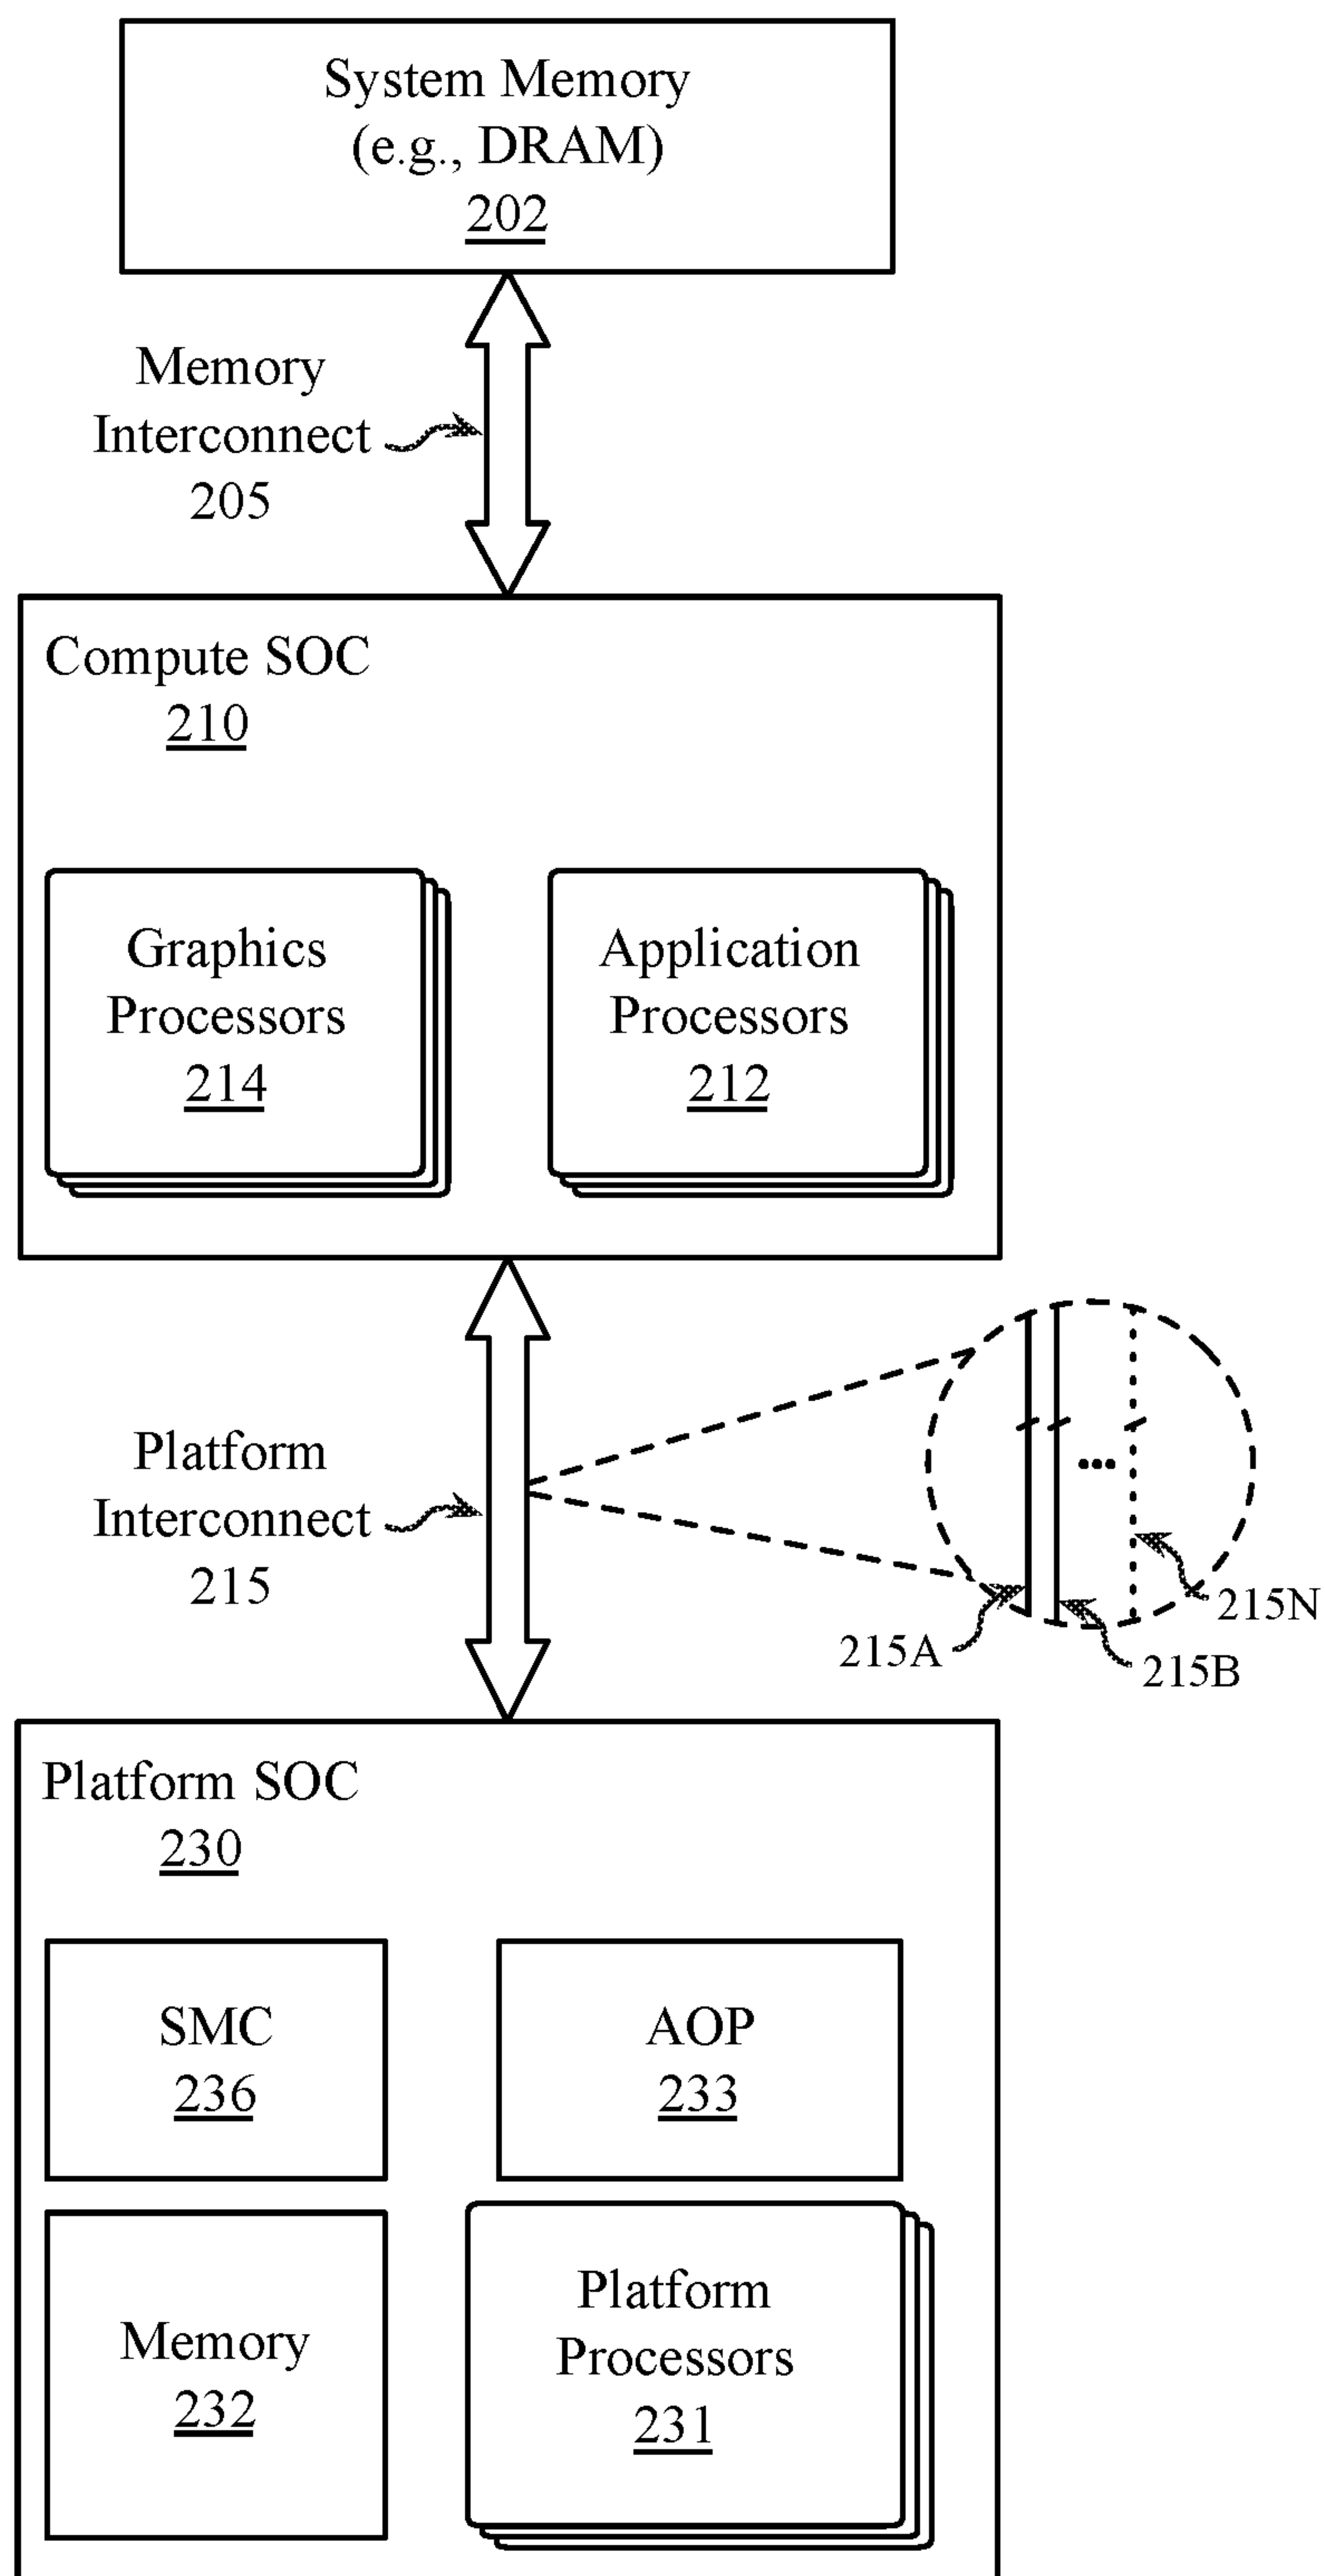 System Memory
(e.g., DRAM)
202
Memory
Interconnect
205
Compute SOC
210
Graphics
Processors
214
Application
Processors
212
Platform
Interconnect
215
...
215A
215B
215N
Platform SOC
230
SMC
236
AOP
233
Memory
232
Platform
Processors
231